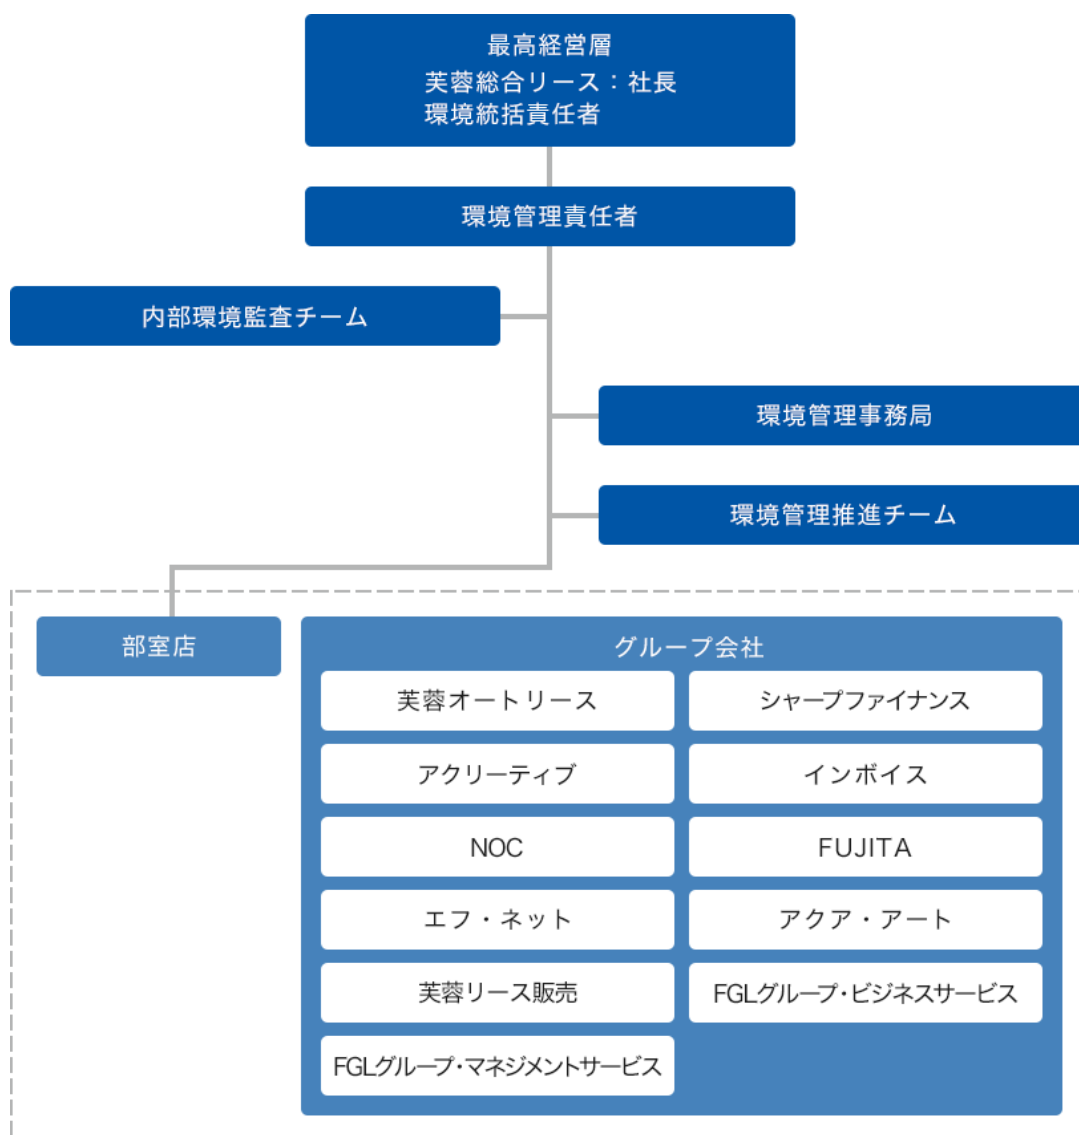 最高経営層
芙蓉総合リース：社長
環境統括責任者
環境管理責任者
内部環境監査チーム
環境管理事務局
環境管理推進チーム
部室店
グループ会社
芙蓉オートリース
シャープファイナンス
アクリーティブ
インボイス
NOC
FUJITA
エフ・ネット
アクア・アート
芙蓉リース販売
FGLグループ・ビジネスサービス
FGLグループ・マネジメントサービス